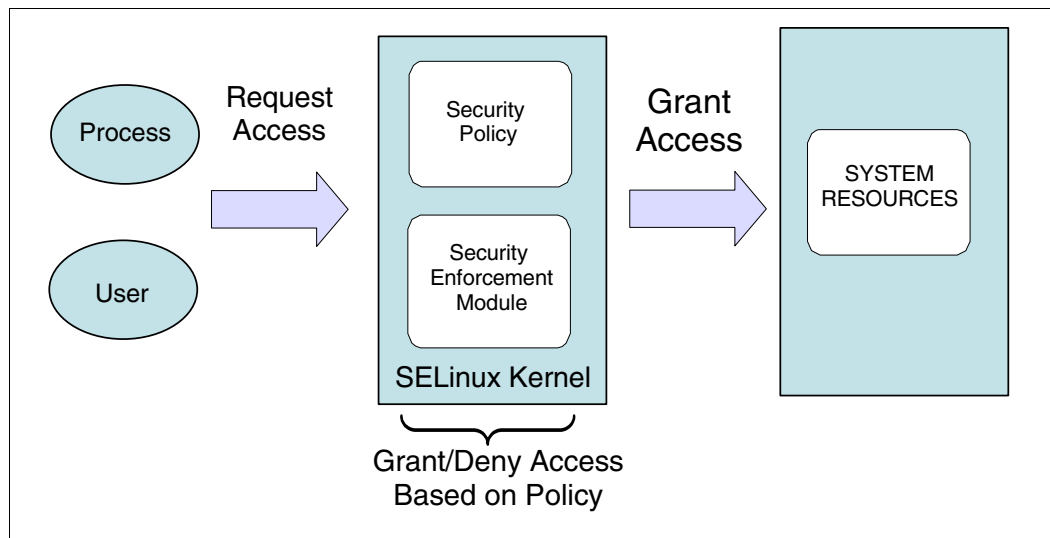 Process
User
Request
Access
Security
Policy
Security
Enforcement
Module
SELinux Kernel
Grant/Deny Access
Based on Policy
Grant
Access
SYSTEM
RESOURCES